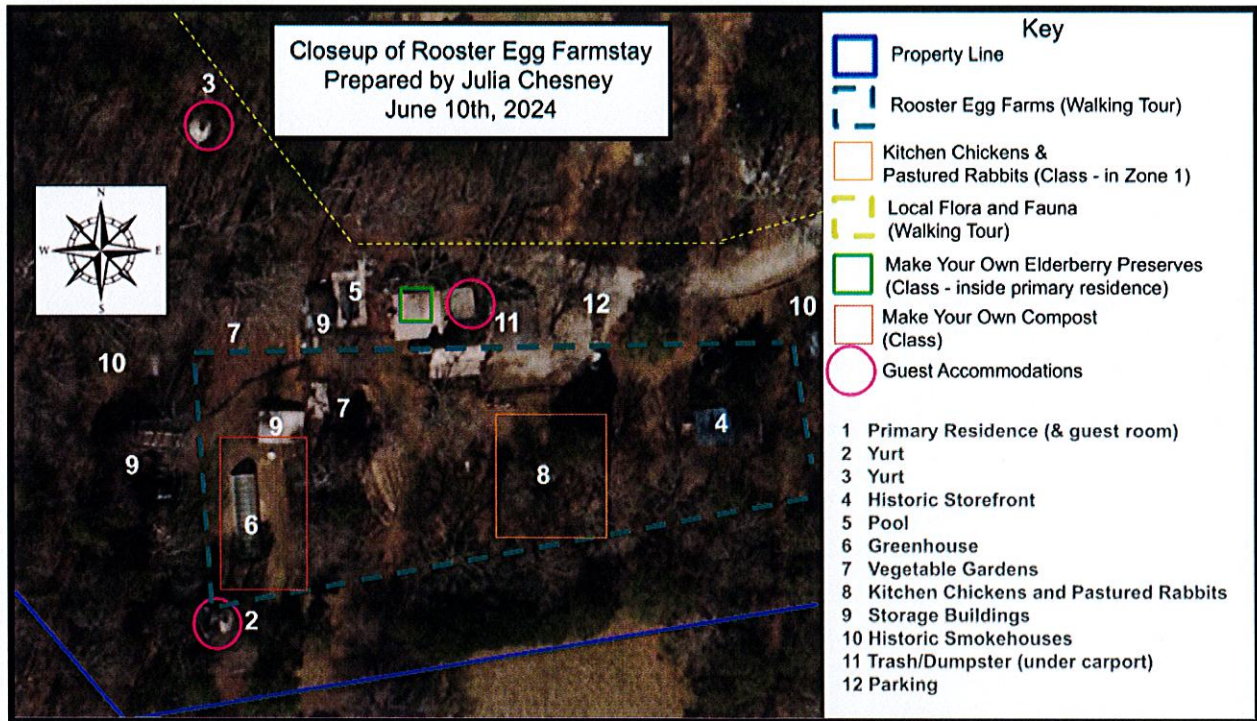 Closeup of Rooster Egg Farmstay
Prepared by Julia Chesney
June 10th, 2024
3
N
W
E
S
5
12
10
9
11
7
10
7
4
9
9
8
6
2
Key
Property Line
Rooster Egg Farms (Walking Tour)
Kitchen Chickens &
Pastured Rabbits (Class - in Zone 1)
Local Flora and Fauna
(Walking Tour)
Make Your Own Elderberry Preserves
(Class - inside primary residence)
Make Your Own Compost
(Class)
Guest Accommodations
1 Primary Residence (& guest room)
2 Yurt
3 Yurt
4 Historic Storefront
5 Pool
6 Greenhouse
7 Vegetable Gardens
8 Kitchen Chickens and Pastured Rabbits
9 Storage Buildings
10 Historic Smokehouses
11 Trash/Dumpster (under carport)
12 Parking